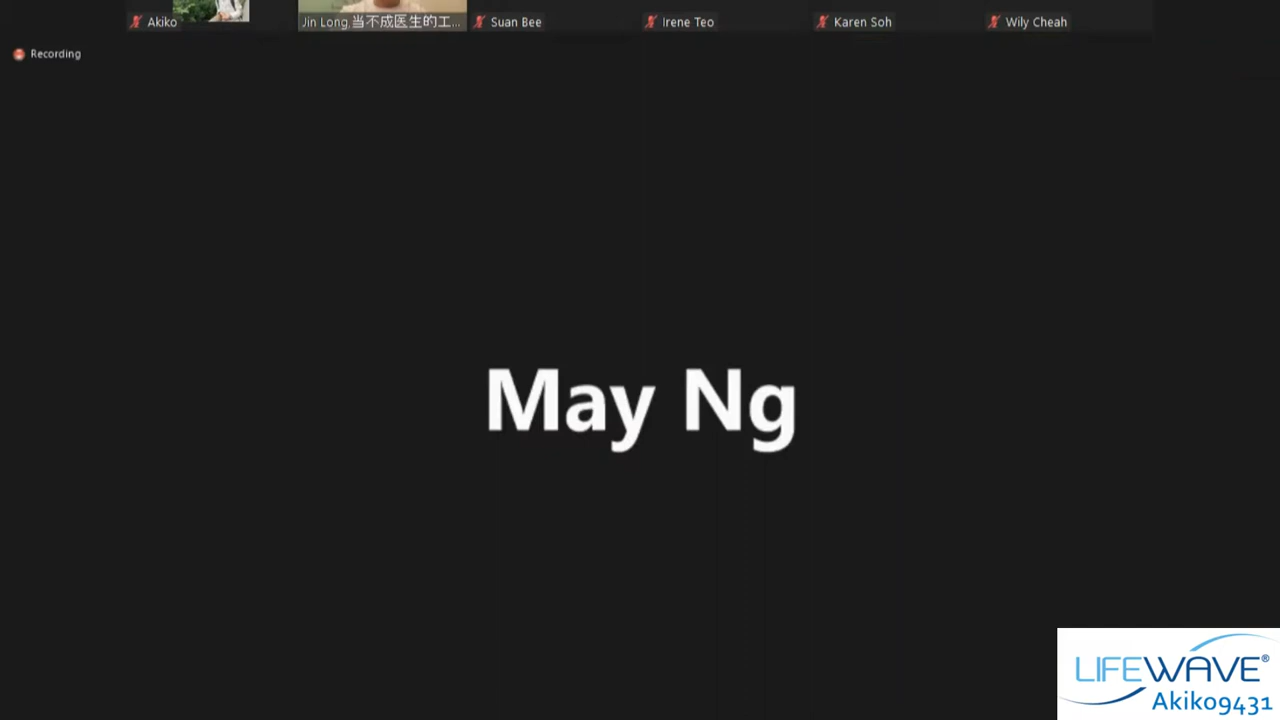 Akiko
Jin Long,当不成医生的工...
Suan Bee
Irene Teo
Karen Soh
Wily Cheah
Recording
May Ng
LIFEWAVE®
Akiko9431